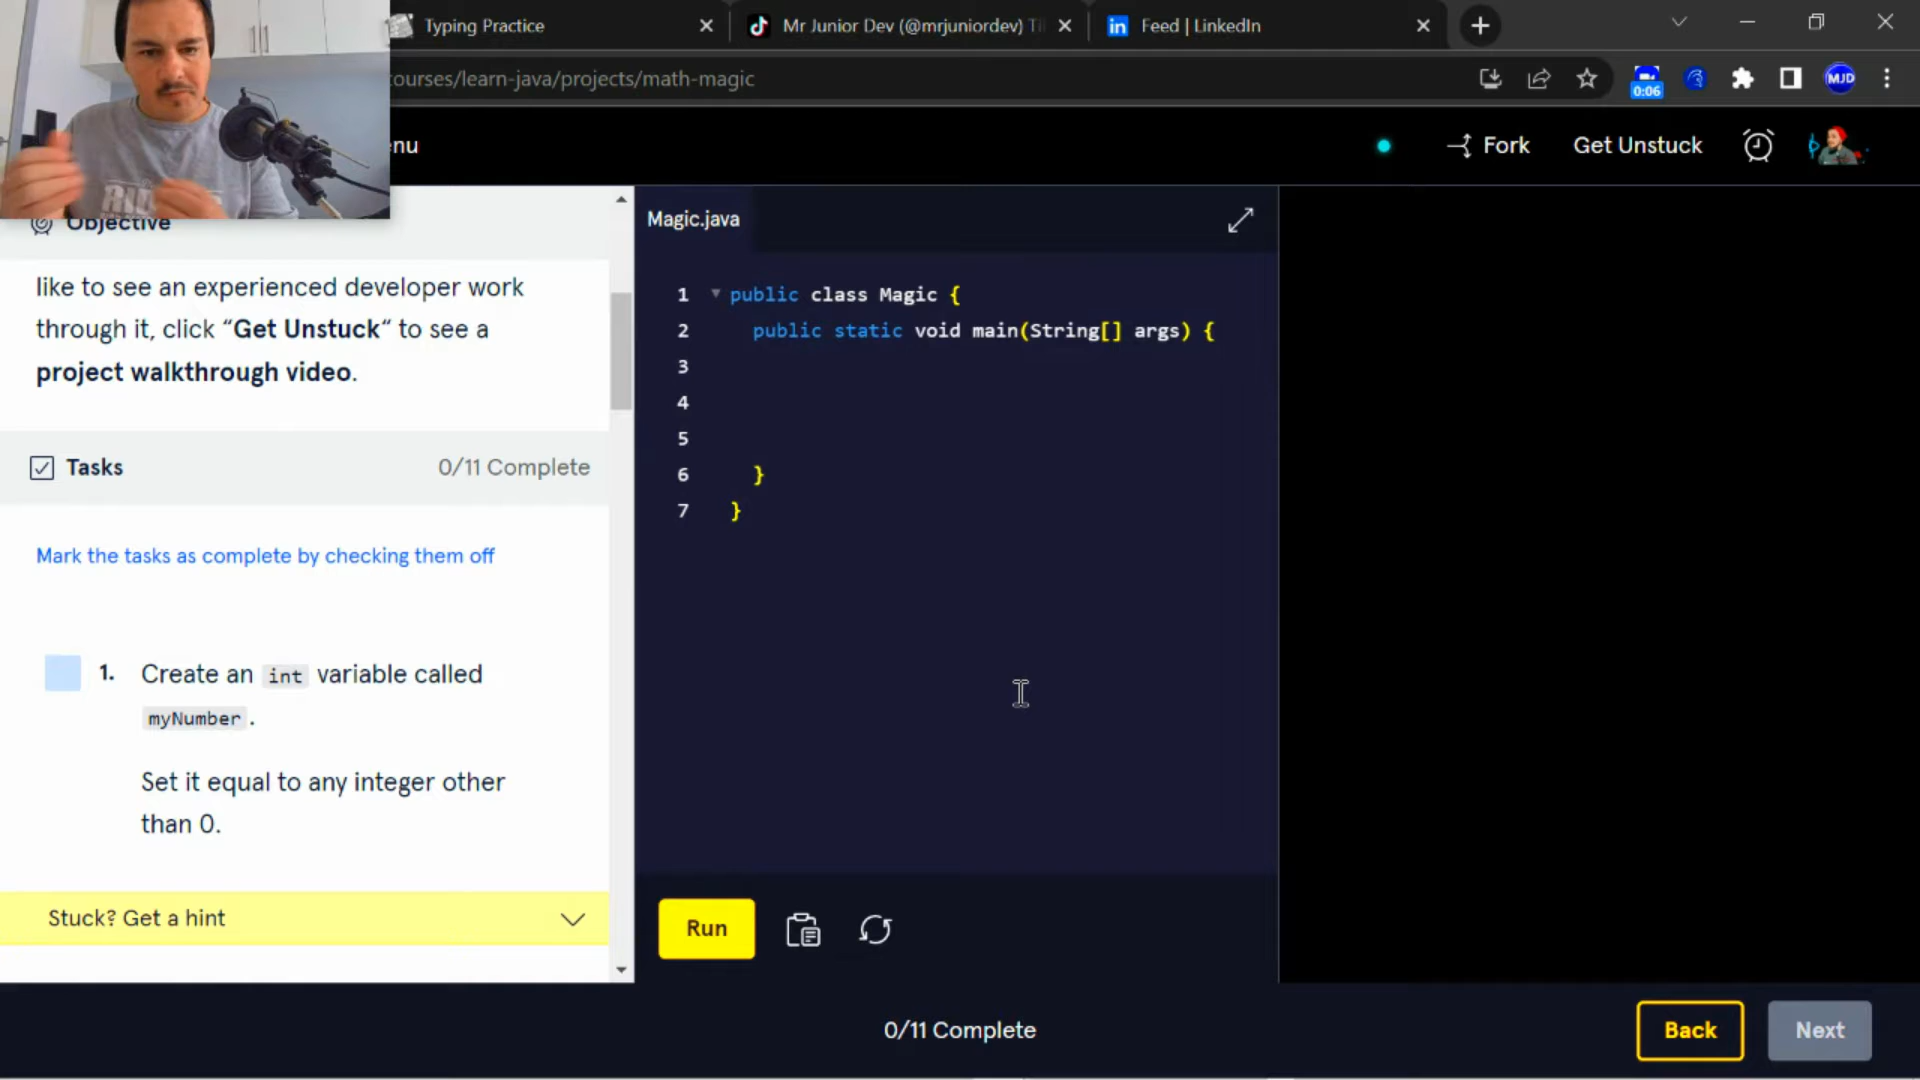 Typing Practice
Mr Junior Dev (@mrjuniordev) Ti
in Feed | LinkedIn
ourses/learn-java/projects/math-magic
0:06
MJD
nu
Fork
Get Unstuck
Objective
like to see an experienced developer work
through it, click “Get Unstuck“ to see a
project walkthrough video.
Tasks
0/11 Complete
Mark the tasks as complete by checking them off
1. Create an int variable called
myNumber.
Set it equal to any integer other
than 0.
Stuck? Get a hint
Magic.java
1 public class Magic {
2 public static void main(String[] args) {
3
4
5
6 }
7 }
Run
0/11 Complete
Back
Next